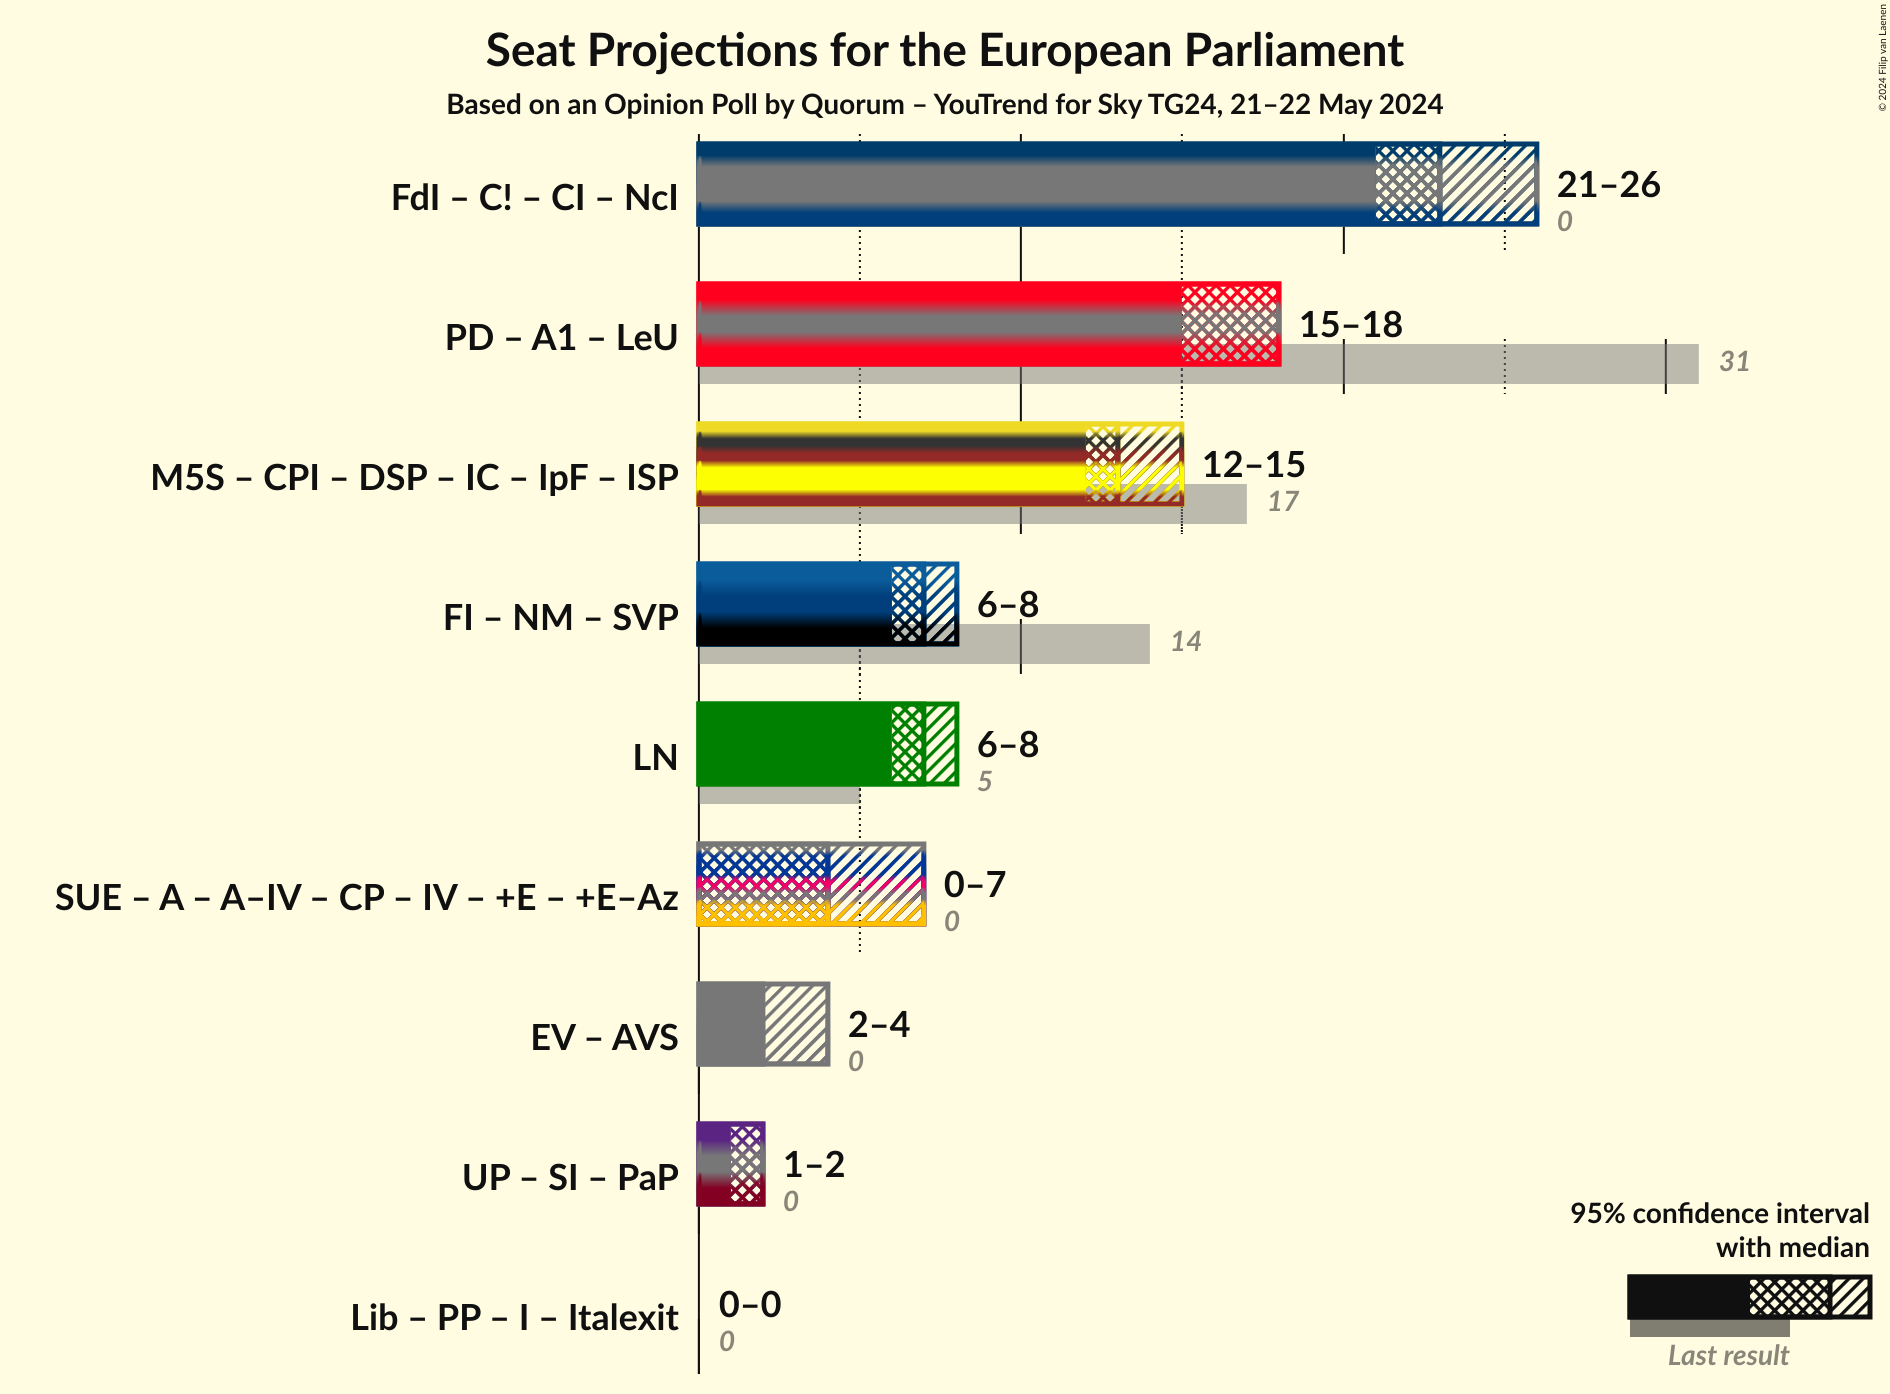 Seat Projections for the European Parliament
Based on an Opinion Poll by Quorum – YouTrend for Sky TG24, 21–22 May 2024
© 2024 Filip van Laenen
FdI – C! – CI – NcI
21–26
0
PD – A1 – LeU
15–18
31
M5S – CPI – DSP – IC – IpF – ISP
12–15
17
FI – NM – SVP
6–8
14
LN
6–8
5
SUE – A – A–IV – CP – IV – +E – +E–Az
0–7
0
EV – AVS
2–4
0
UP – SI – PaP
1–2
0
Lib – PP – I – Italexit
0–0
0
95% confidence interval
with median
Last result